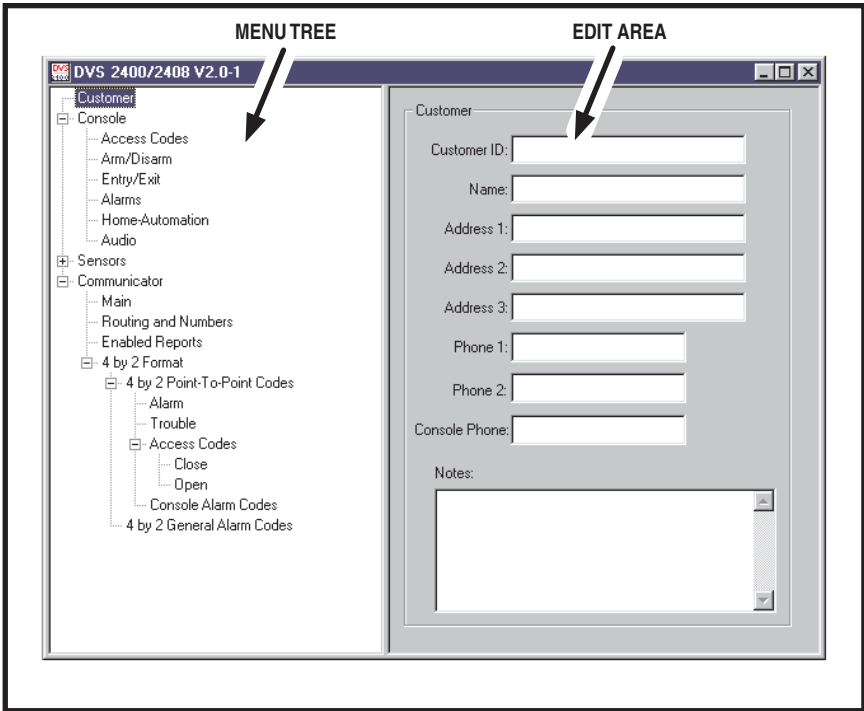 MENU TREE
EDIT AREA
DVS 2400/2408 V2.0-1
Customer
Console
Access Codes
Arm/Disarm
Entry/Exit
Alarms
Home-Automation
Audio
Sensors
Communicator
Main
Routing and Numbers
Enabled Reports
4 by 2 Format
4 by 2 Point-To-Point Codes
Alarm
Trouble
Access Codes
Close
Open
Console Alarm Codes
4 by 2 General Alarm Codes
Customer
Customer ID:
Name:
Address 1:
Address 2:
Address 3:
Phone 1:
Phone 2:
Console Phone:
Notes: